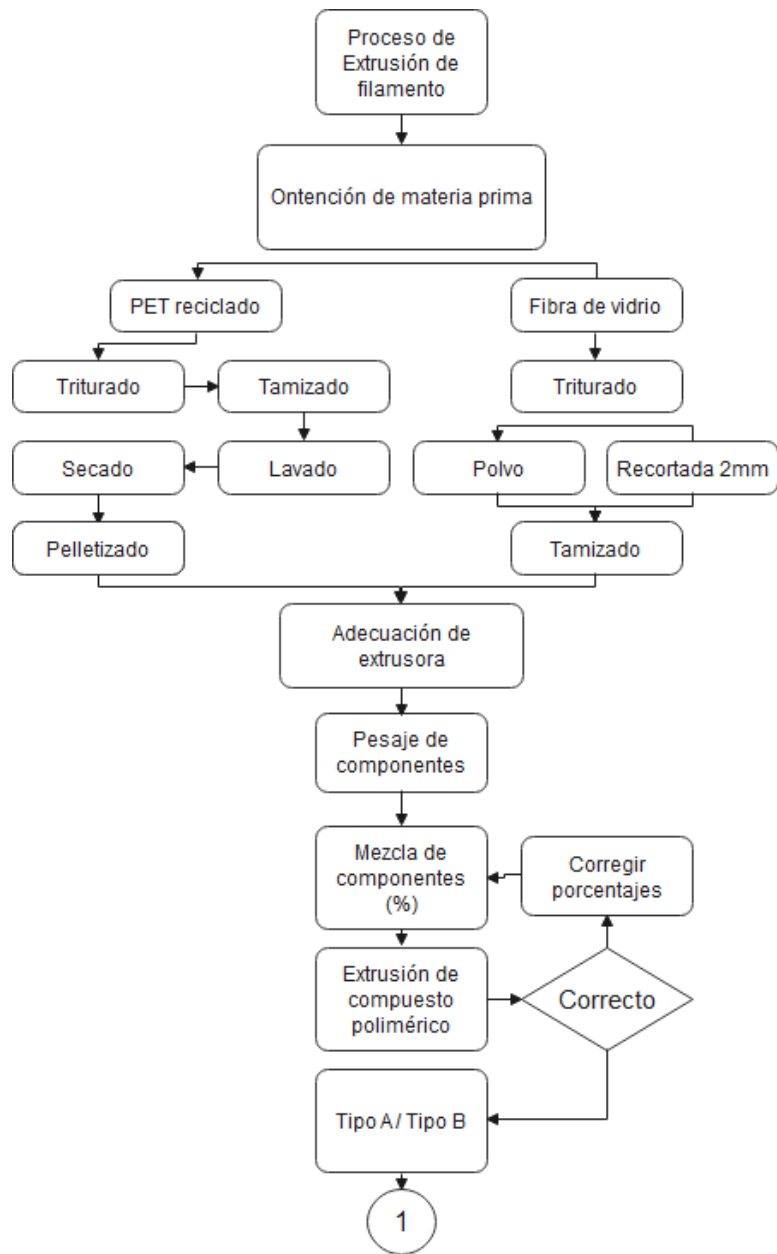 Proceso de
Extrusión de
filamento
Ontención de materia prima
PET reciclado
Fibra de vidrio
Triturado
Tamizado
Triturado
Secado
Lavado
Polvo
Recortada 2mm
Pelletizado
Tamizado
Adecuación de
extrusora
Pesaje de
componentes
Mezcla de
componentes
(%)
Corregir
porcentajes
Extrusión de
compuesto
polimérico
Correcto
Tipo A / Tipo B
1